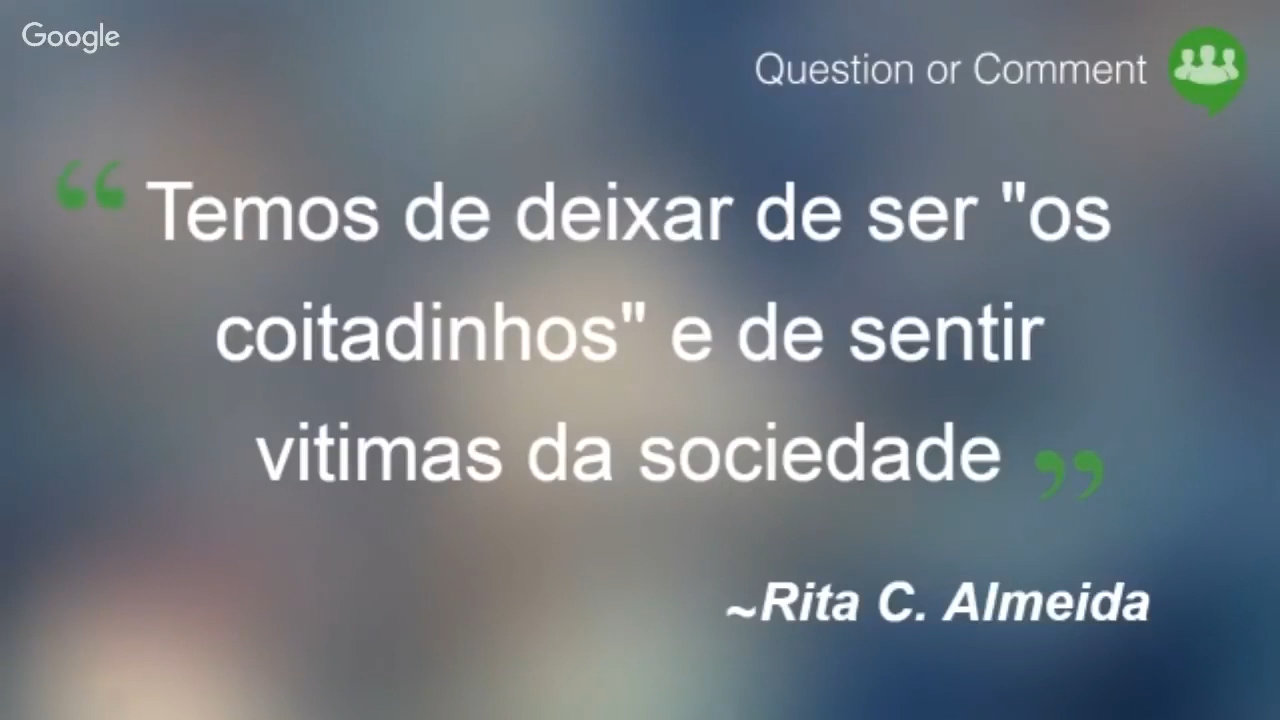 Google
Question or Comment
“ Temos de deixar de ser "os
coitadinhos" e de sentir
vitimas da sociedade ”
~Rita C. Almeida